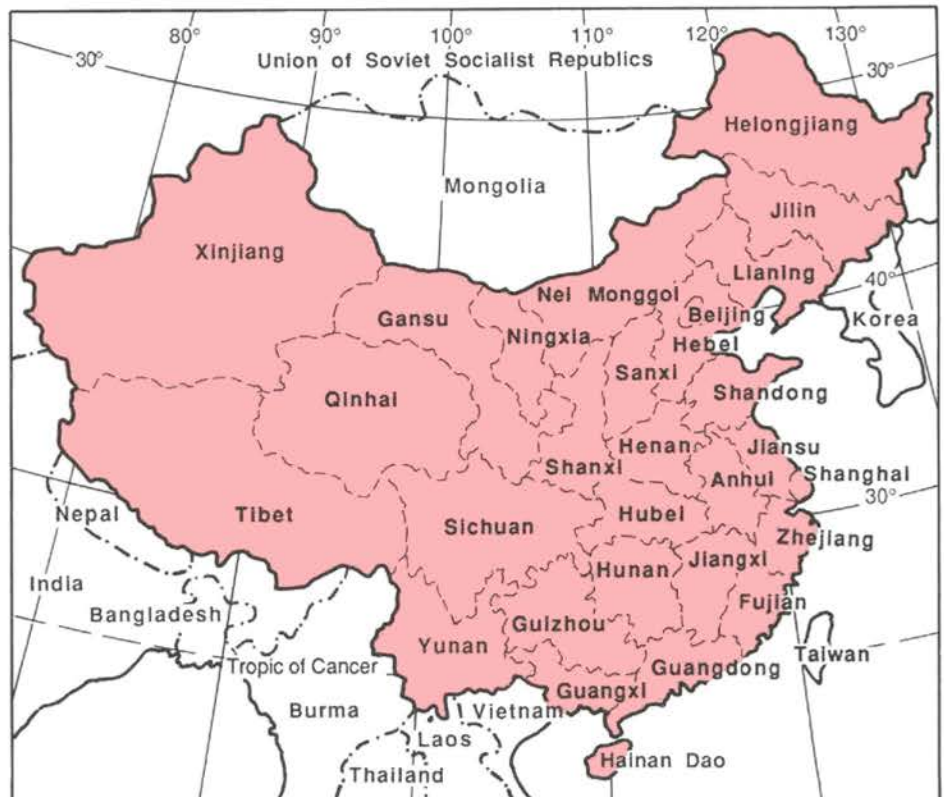 80° 90° 100° 110° 120° 130°
30°
Union of Soviet Socialist Republics
30°
Helongjiang
Mongolia
Jilin
Xinjiang
Lianing
40°
Nei Monggol
Gansu
Beijing
Korea
Ningxia
Hebei
Sanxi
Qinhai
Shandong
Henan
Jiansu
Shanxi
Anhui
Shanghai
30°
Nepal
Tibet
Sichuan
Hubei
Zhejiang
Jiangxi
Hunan
India
Fujian
Bangladesh
Guizhou
Yunan
Taiwan
Tropic of Cancer
Guangdong
Guangxi
Burma
Vietnam
Laos
Hainan Dao
Thailand